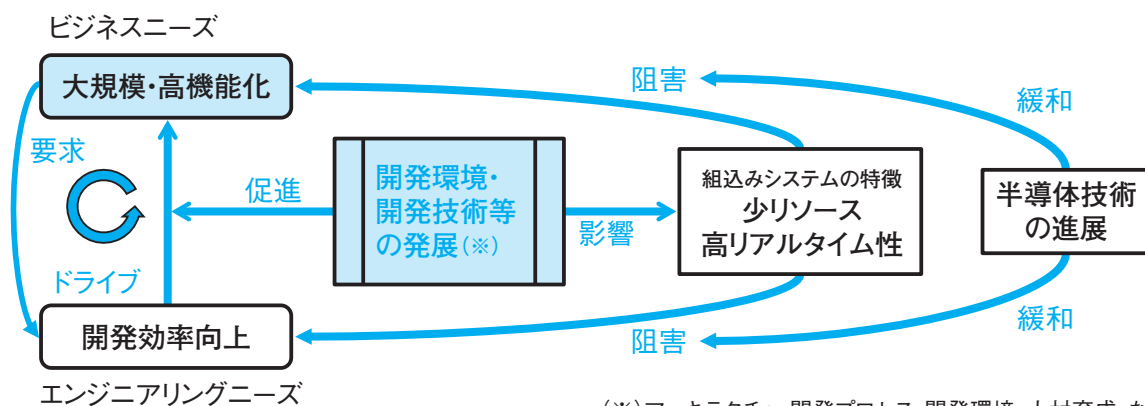 ビジネスニーズ
大規模・高機能化
阻害
緩和
要求
促進
開発環境・
開発技術等
の発展(※)
影響
組込みシステムの特徴
少リソース
高リアルタイム性
半導体技術
の進展
ドライブ
開発効率向上
阻害
緩和
エンジニアリングニーズ